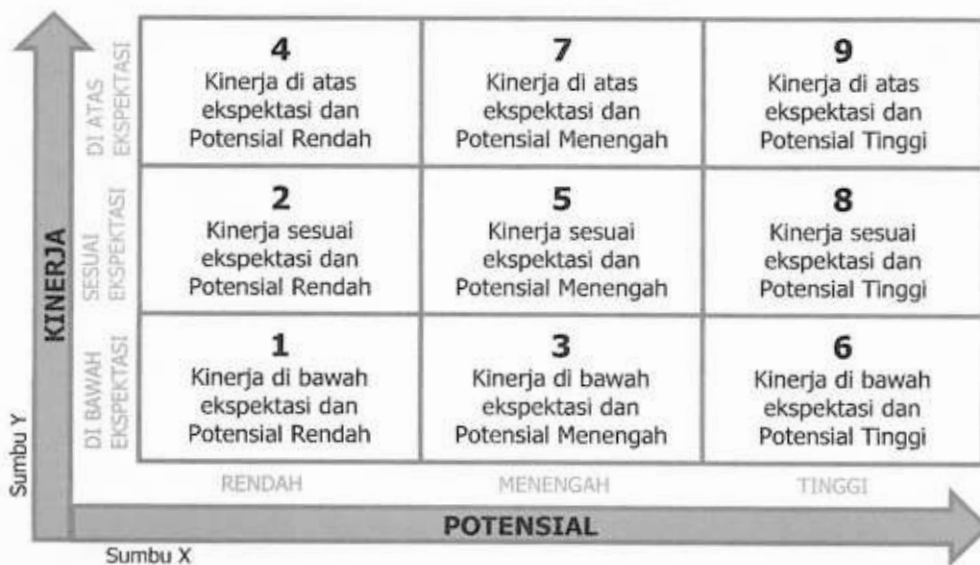 KINERJA
Sumbu Y
DI ATAS
EKSPEKTASI
4
Kinerja di atas
ekspektasi dan
Potensial Rendah
7
Kinerja di atas
ekspektasi dan
Potensial Menengah
9
Kinerja di atas
ekspektasi dan
Potensial Tinggi
SESUAI
EKSPEKTASI
2
Kinerja sesuai
ekspektasi dan
Potensial Rendah
5
Kinerja sesuai
ekspektasi dan
Potensial Menengah
8
Kinerja sesuai
ekspektasi dan
Potensial Tinggi
DI BAWAH
EKSPEKTASI
1
Kinerja di bawah
ekspektasi dan
Potensial Rendah
3
Kinerja di bawah
ekspektasi dan
Potensial Menengah
6
Kinerja di bawah
ekspektasi dan
Potensial Tinggi
RENDAH
MENENGAH
TINGGI
POTENSIAL
Sumbu X